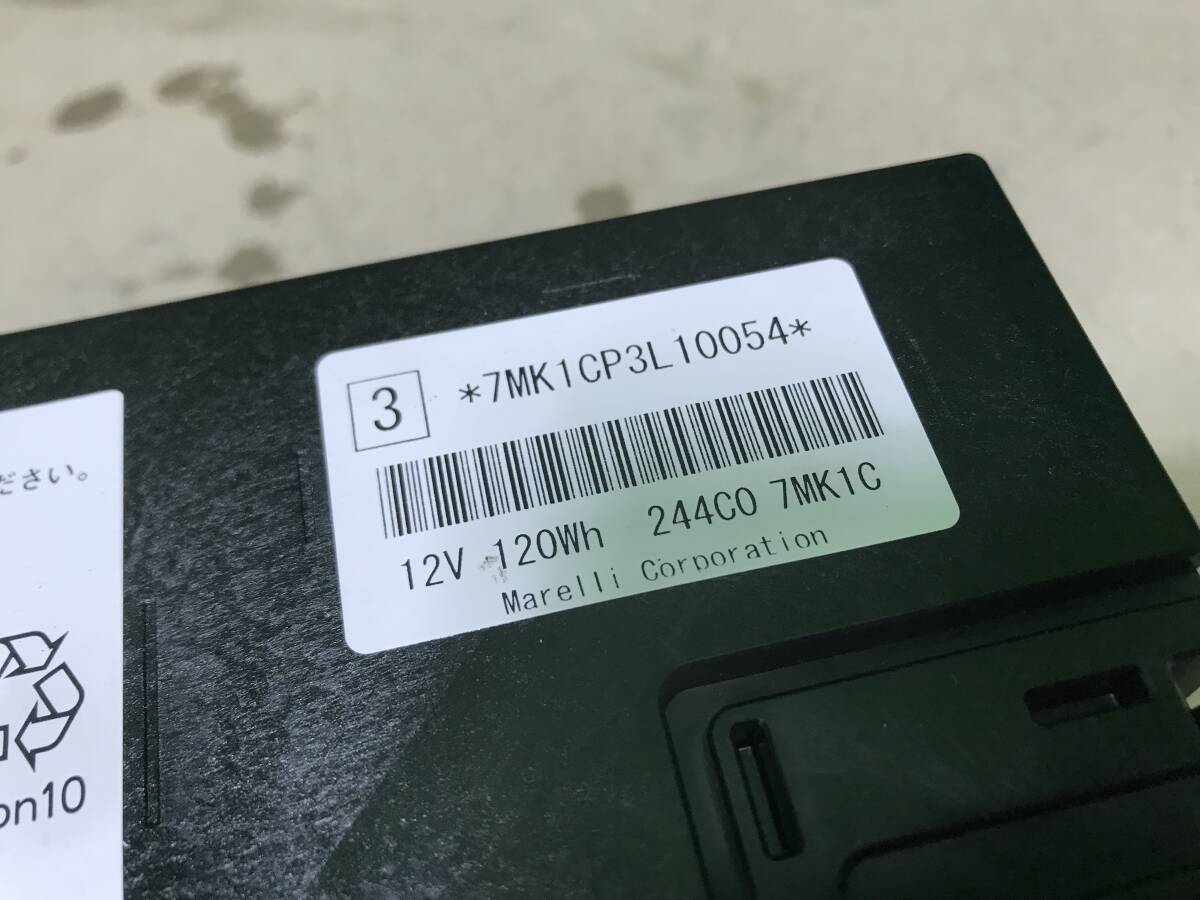 3
*7MK1CP3L10054*
12V 120Wh 244C0 7MK1C
Marelli Corporation
ださい。
on10